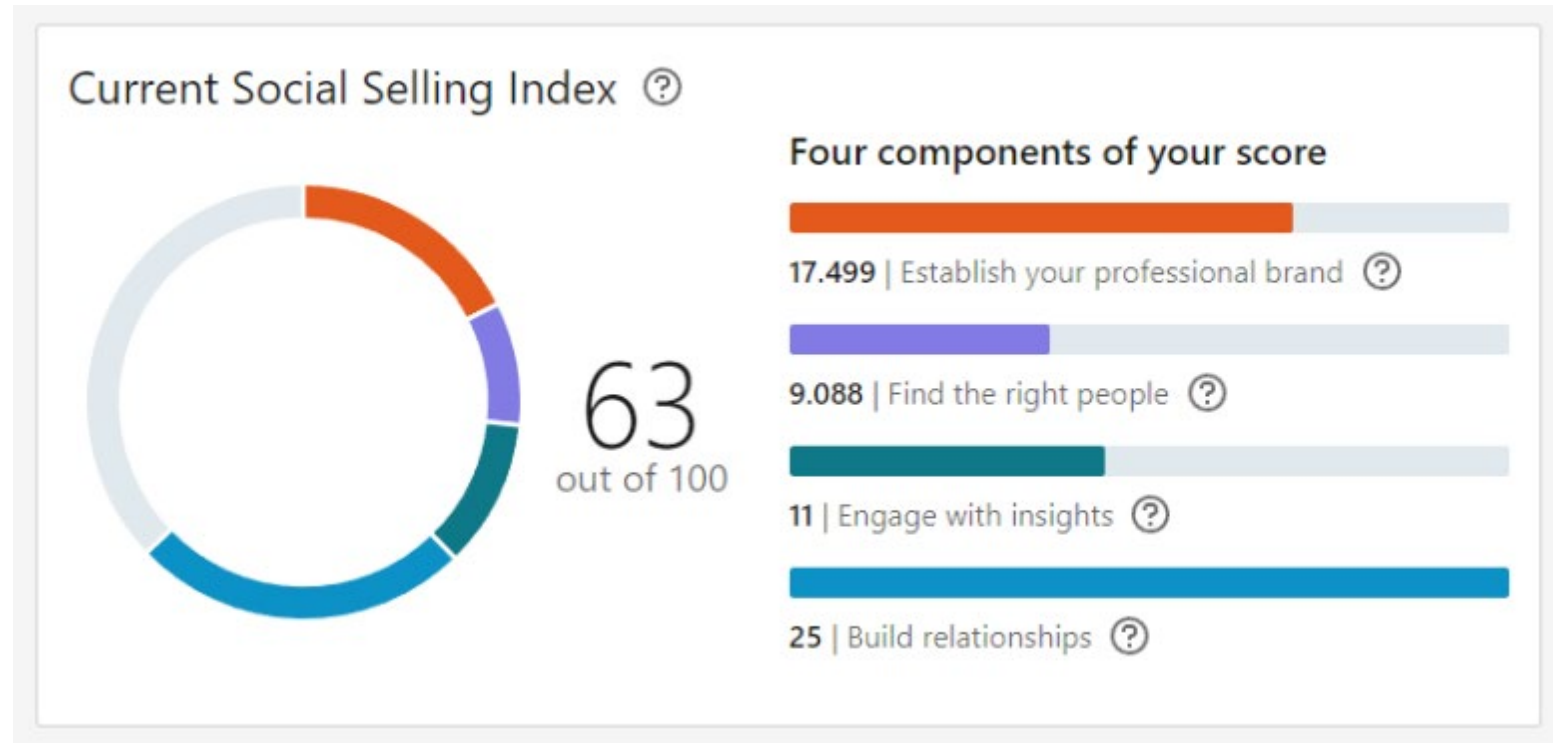 Current Social Selling Index ?
63
out of 100
Four components of your score
17.499 | Establish your professional brand ?
9.088 | Find the right people ?
11 | Engage with insights ?
25 | Build relationships ?